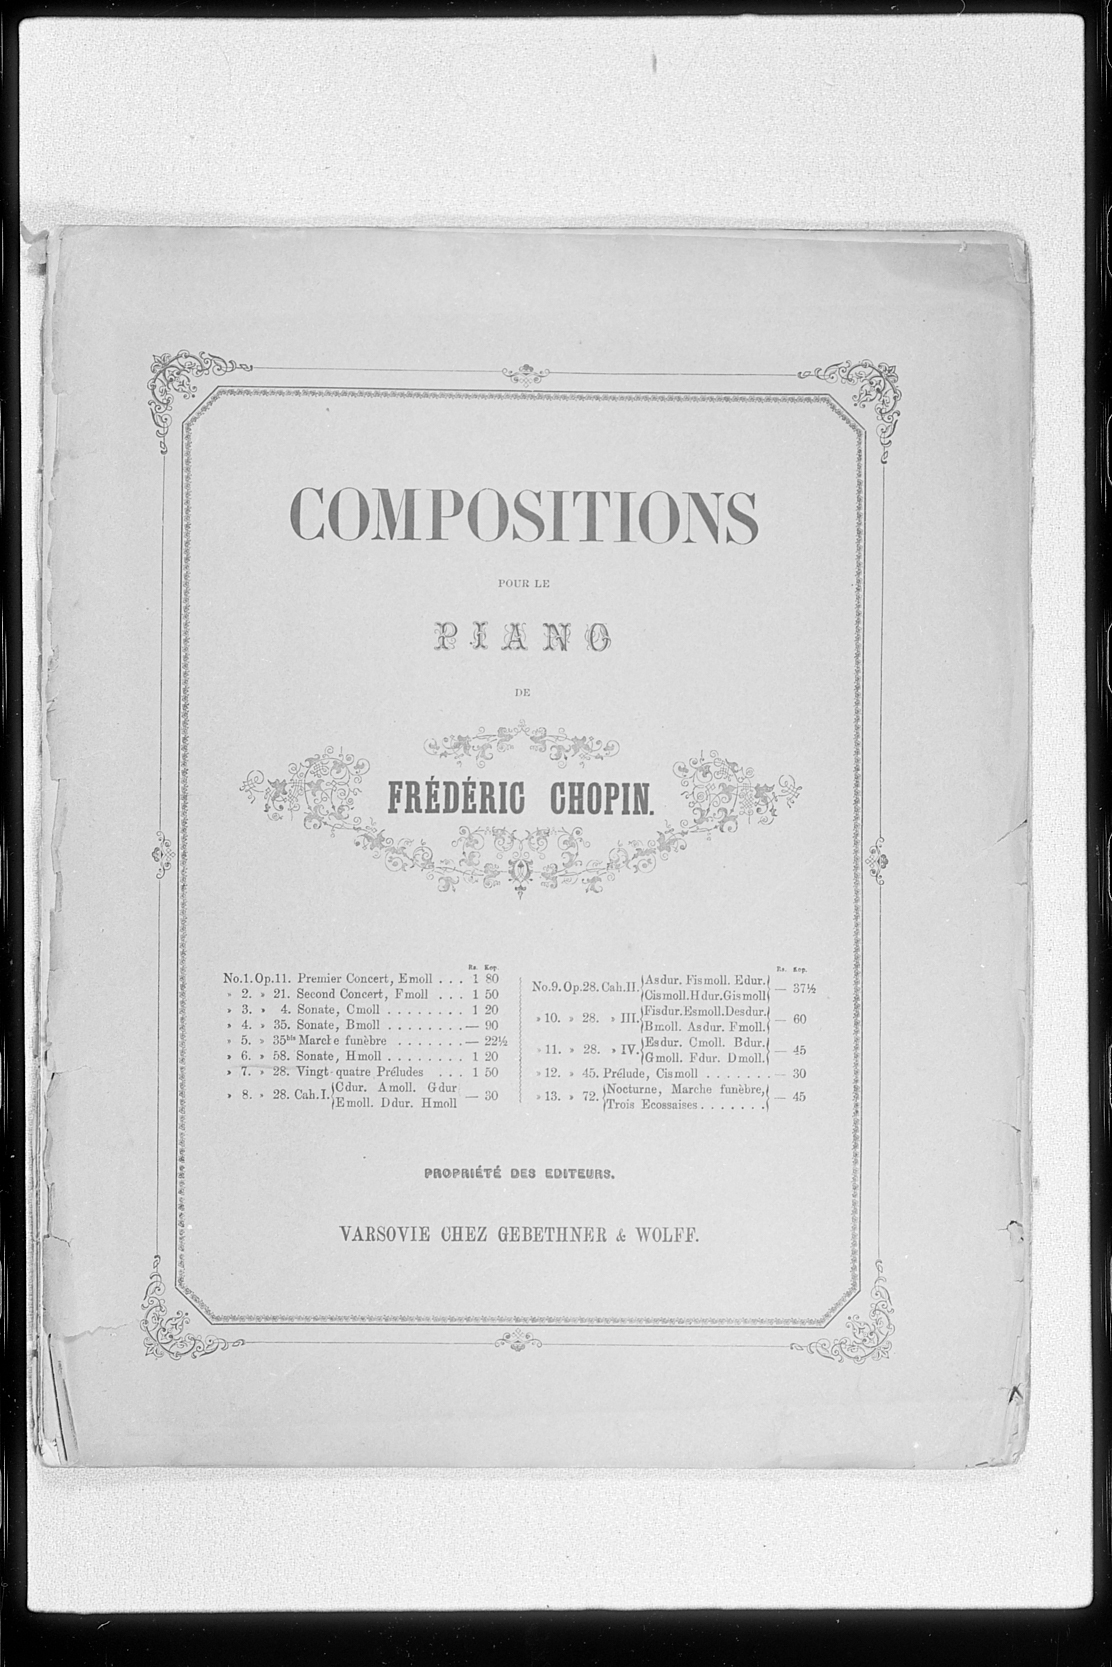 COMPOSITIONS
POUR LE
PIANO
DE
FRÉDÉRIC CHOPIN.
Rs. Kop.
No.1. Op.11. Premier Concert, Emoll . . . 1 80
» 2. » 21. Second Concert, Fmoll . . . 1 50
» 3. » 4. Sonate, Cmoll . . . . . . . . 1 20
» 4. » 35. Sonate, Bmoll . . . . . . . . — 90
» 5. » 35bis Marche funèbre . . . . . . . — 22½
» 6. » 58. Sonate, Hmoll . . . . . . . . 1 20
» 7. » 28. Vingt-quatre Préludes . . . 1 50
» 8. » 28. Cah.I. {Cdur. Amoll. Gdur
{Emoll. Ddur. Hmoll — 30
Rs. Kop.
No.9. Op.28. Cah.II. {Asdur. Fismoll. Edur.}
{Cismoll. Hdur. Gismoll} — 37½
» 10. » 28. » III. {Fisdur. Esmoll. Desdur.}
{Bmoll. Asdur. Fmoll.} — 60
» 11. » 28. » IV. {Esdur. Cmoll. Bdur.}
{Gmoll. Fdur. Dmoll.} — 45
» 12. » 45. Prélude, Cismoll . . . . . . . — 30
» 13. » 72. {Nocturne, Marche funèbre,}
{Trois Ecossaises . . . . . . .} — 45
PROPRIÉTÉ DES EDITEURS.
VARSOVIE CHEZ GEBETHNER & WOLFF.